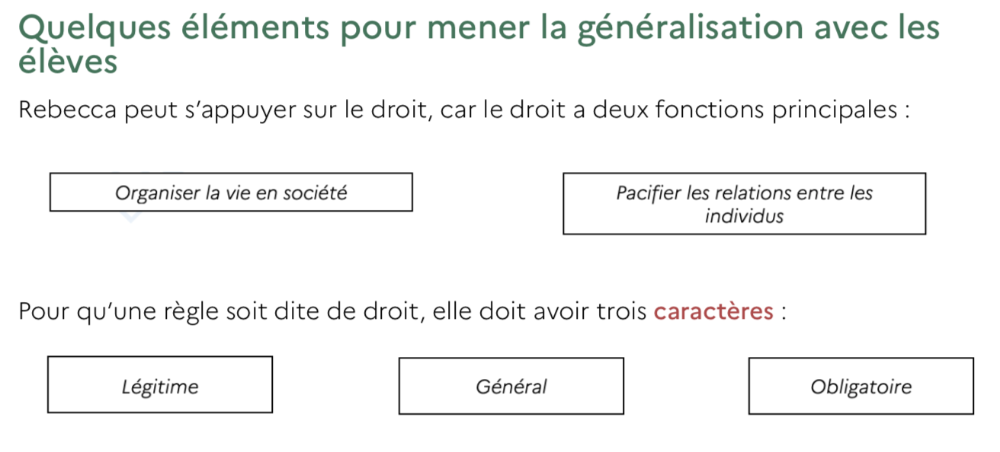 Quelques éléments pour mener la généralisation avec les
élèves
Rebecca peut s’appuyer sur le droit, car le droit a deux fonctions principales :
Organiser la vie en société
Pacifier les relations entre les
individus
Pour qu’une règle soit dite de droit, elle doit avoir trois caractères :
Légitime
Général
Obligatoire